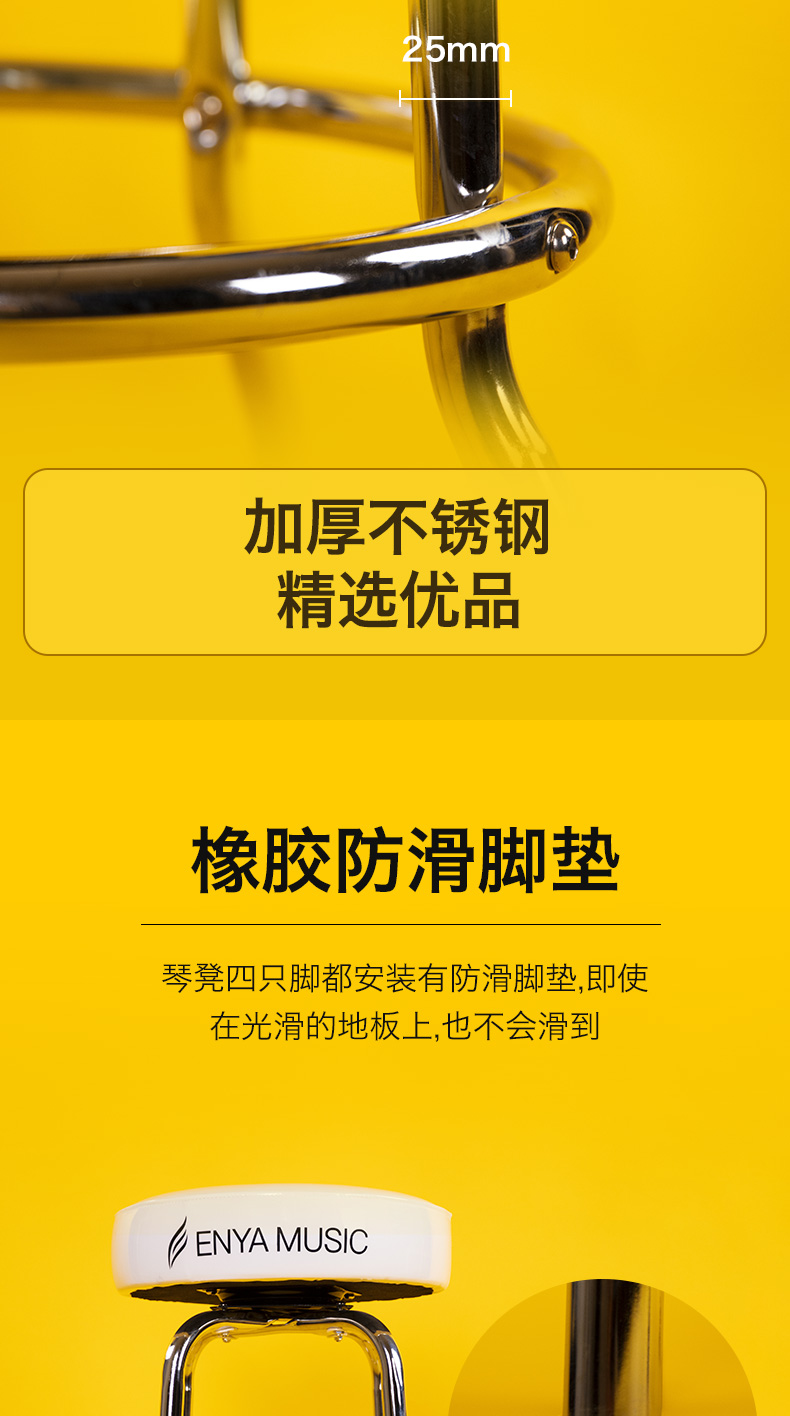 25mm
加厚不锈钢
精选优品
橡胶防滑脚垫
琴凳四只脚都安装有防滑脚垫,即使
在光滑的地板上,也不会滑到
ENYA MUSIC